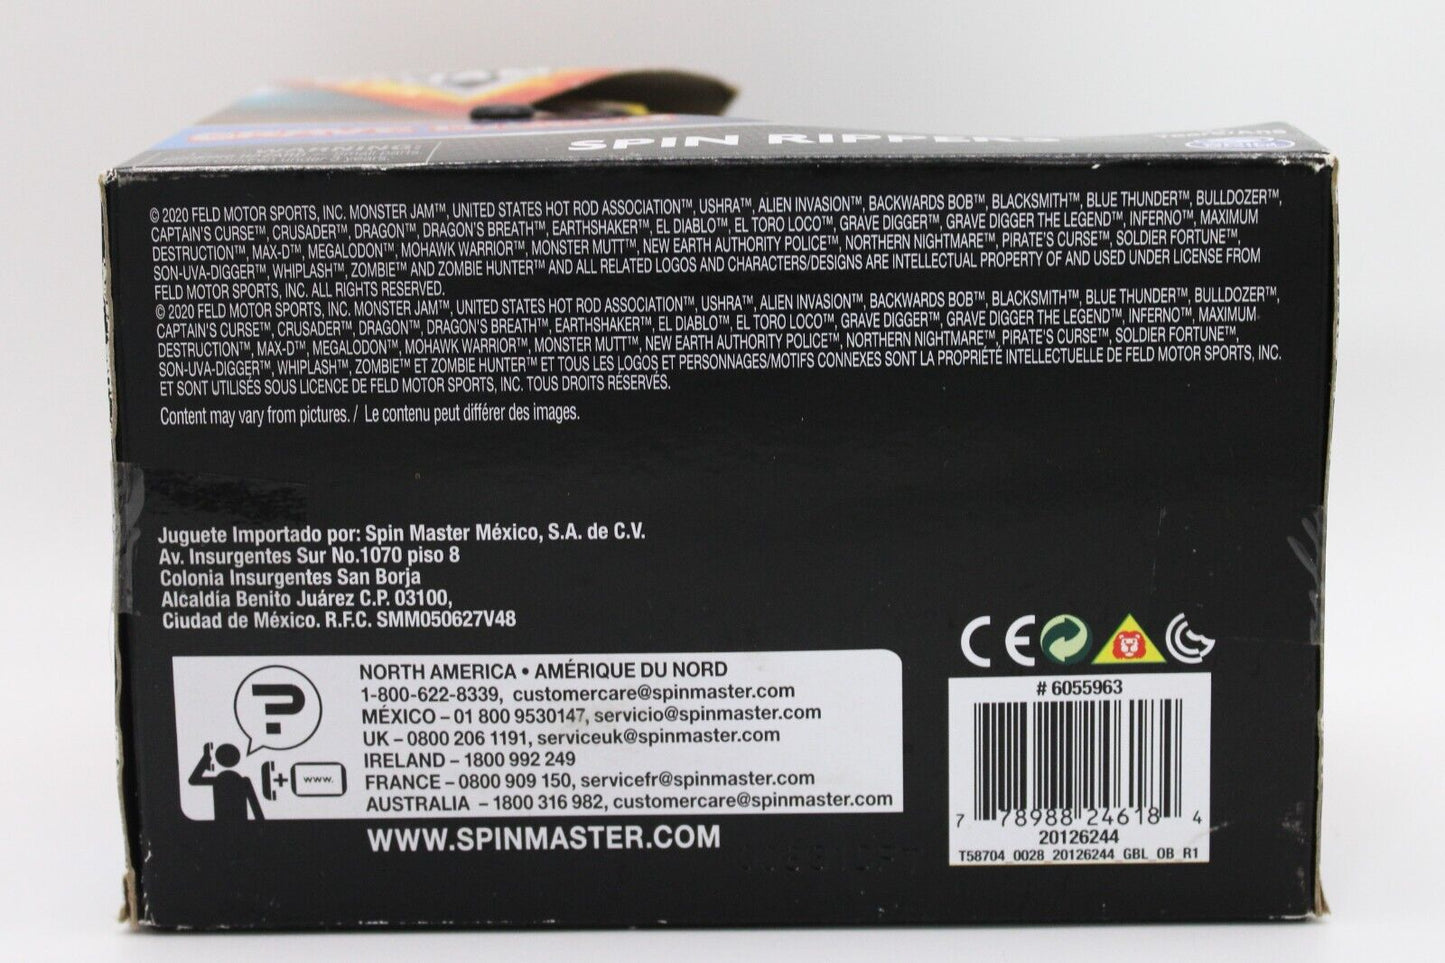 WARNING:
SPIN RIPPERS
© 2020 FELD MOTOR SPORTS, INC. MONSTER JAM™, UNITED STATES HOT ROD ASSOCIATION™, USHRA™, ALIEN INVASION™, BACKWARDS BOB™, BLACKSMITH™, BLUE THUNDER™, BULLDOZER™,
CAPTAIN'S CURSE™, CRUSADER™, DRAGON™, DRAGON'S BREATH™, EARTHSHAKER™, EL DIABLO™, EL TORO LOCO™, GRAVE DIGGER™, GRAVE DIGGER THE LEGEND™, INFERNO™, MAXIMUM
DESTRUCTION™, MAX-D™, MEGALODON™, MOHAWK WARRIOR™, MONSTER MUTT™, NEW EARTH AUTHORITY POLICE™, NORTHERN NIGHTMARE™, PIRATE'S CURSE™, SOLDIER FORTUNE™,
SON-UVA-DIGGER™, WHIPLASH™, ZOMBIE™ AND ZOMBIE HUNTER™ AND ALL RELATED LOGOS AND CHARACTERS/DESIGNS ARE INTELLECTUAL PROPERTY OF AND USED UNDER LICENSE FROM
FELD MOTOR SPORTS, INC. ALL RIGHTS RESERVED.
© 2020 FELD MOTOR SPORTS, INC. MONSTER JAM™, UNITED STATES HOT ROD ASSOCIATION™, USHRA™, ALIEN INVASION™, BACKWARDS BOB™, BLACKSMITH™, BLUE THUNDER™, BULLDOZER™,
CAPTAIN'S CURSE™, CRUSADER™, DRAGON™, DRAGON'S BREATH™, EARTHSHAKER™, EL DIABLO™, EL TORO LOCO™, GRAVE DIGGER™, GRAVE DIGGER THE LEGEND™, INFERNO™, MAXIMUM
DESTRUCTION™, MAX-D™, MEGALODON™, MOHAWK WARRIOR™, MONSTER MUTT™, NEW EARTH AUTHORITY POLICE™, NORTHERN NIGHTMARE™, PIRATE'S CURSE™, SOLDIER FORTUNE™,
SON-UVA-DIGGER™, WHIPLASH™, ZOMBIE™ ET ZOMBIE HUNTER™ ET TOUS LES LOGOS ET PERSONNAGES/MOTIFS CONNEXES SONT LA PROPRIÉTÉ INTELLECTUELLE DE FELD MOTOR SPORTS, INC.
ET SONT UTILISÉS SOUS LICENCE DE FELD MOTOR SPORTS, INC. TOUS DROITS RÉSERVÉS.
Content may vary from pictures. / Le contenu peut différer des images.
Juguete Importado por: Spin Master México, S.A. de C.V.
Av. Insurgentes Sur No.1070 piso 8
Colonia Insurgentes San Borja
Alcaldía Benito Juárez C.P. 03100,
Ciudad de México. R.F.C. SMM050627V48
NORTH AMERICA • AMÉRIQUE DU NORD
1-800-622-8339, customercare@spinmaster.com
MÉXICO – 01 800 9530147, servicio@spinmaster.com
UK – 0800 206 1191, serviceuk@spinmaster.com
IRELAND – 1800 992 249
FRANCE – 0800 909 150, servicefr@spinmaster.com
AUSTRALIA – 1800 316 982, customercare@spinmaster.com
?
+ www.
WWW.SPINMASTER.COM
CE
# 6055963
7 78988 24618 4
20126244
T58704_0028_20126244_GBL_OB_R1